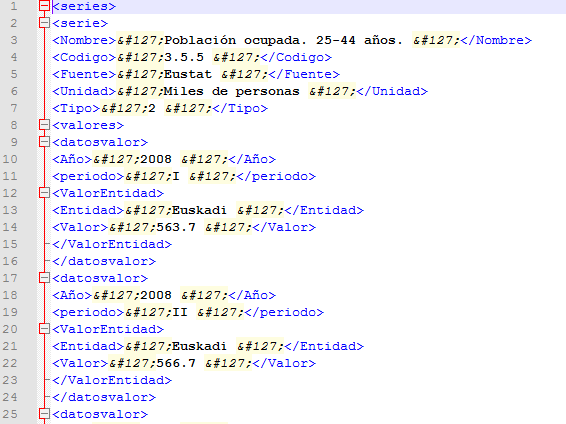 1 <series>
2 <serie>
3 <Nombre>&#127;Población ocupada. 25-44 años. &#127;</Nombre>
4 <Codigo>&#127;3.5.5 &#127;</Codigo>
5 <Fuente>&#127;Eustat &#127;</Fuente>
6 <Unidad>&#127;Miles de personas &#127;</Unidad>
7 <Tipo>&#127;2 &#127;</Tipo>
8 <valores>
9 <datosvalor>
10 <Año>&#127;2008 &#127;</Año>
11 <periodo>&#127;I &#127;</periodo>
12 <ValorEntidad>
13 <Entidad>&#127;Euskadi &#127;</Entidad>
14 <Valor>&#127;563.7 &#127;</Valor>
15 </ValorEntidad>
16 </datosvalor>
17 <datosvalor>
18 <Año>&#127;2008 &#127;</Año>
19 <periodo>&#127;II &#127;</periodo>
20 <ValorEntidad>
21 <Entidad>&#127;Euskadi &#127;</Entidad>
22 <Valor>&#127;566.7 &#127;</Valor>
23 </ValorEntidad>
24 </datosvalor>
25 <datosvalor>